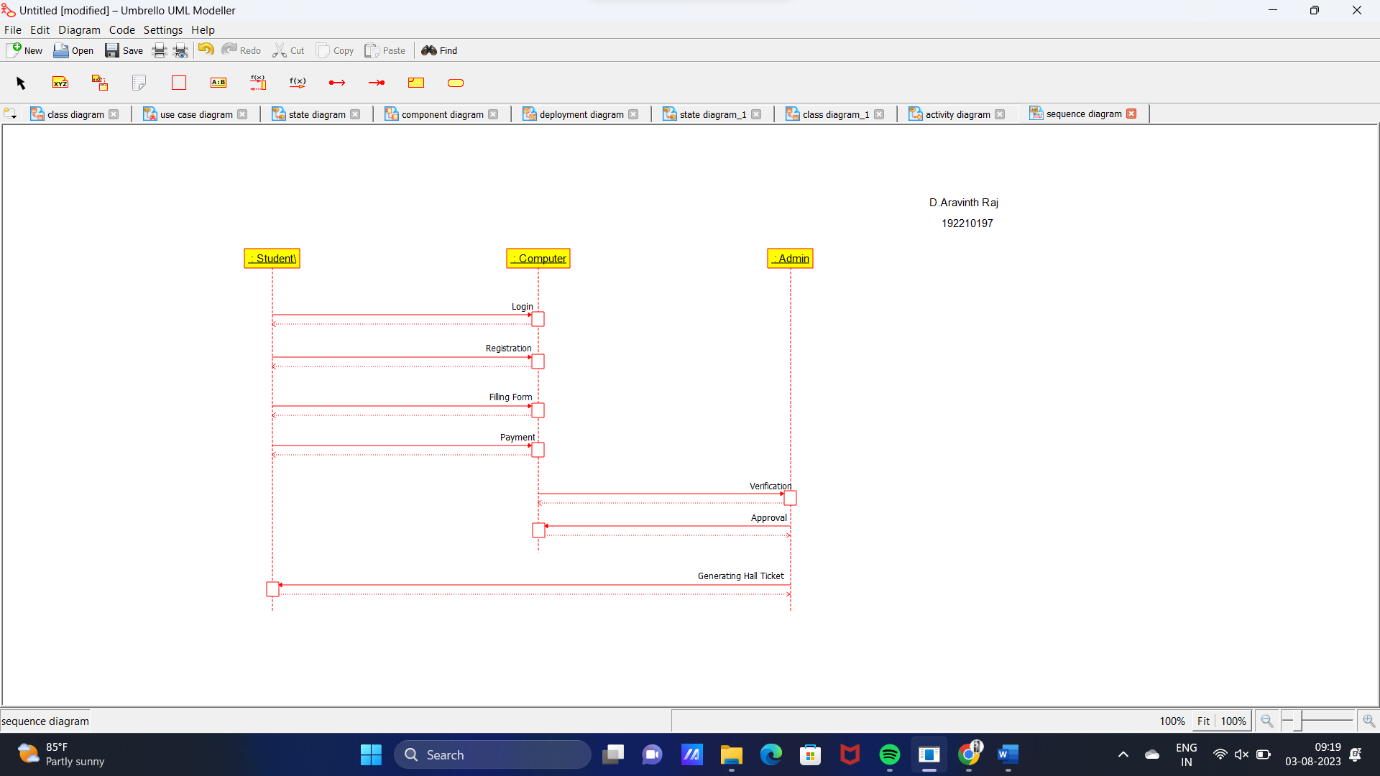 Untitled [modified] – Umbrello UML Modeller
File Edit Diagram Code Settings Help
New Open Save Redo Cut Copy Paste Find
XYZ A:B f(x) f(x)
class diagram use case diagram state diagram component diagram deployment diagram state diagram_1 class diagram_1 activity diagram sequence diagram
D.Aravinth Raj
192210197
: Student\ : Computer : Admin
Login
Registration
Filing Form
Payment
Verification
Approval
Generating Hall Ticket
sequence diagram 100% Fit 100%
85°F
Partly sunny
Search
ENG
IN
09:19
03-08-2023